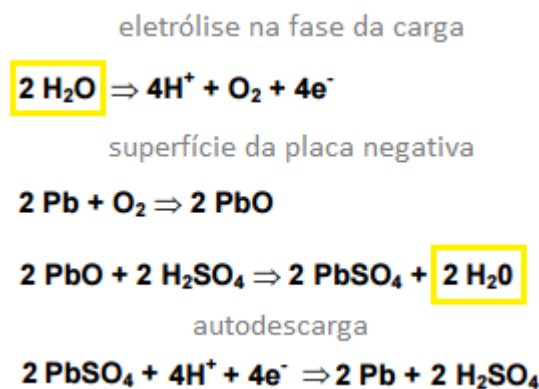 eletrólise na fase da carga
2 H₂O ⇒ 4H⁺ + O₂ + 4e⁻
superfície da placa negativa
2 Pb + O₂ ⇒ 2 PbO
2 PbO + 2 H₂SO₄ ⇒ 2 PbSO₄ + 2 H₂0
autodescarga
2 PbSO₄ + 4H⁺ + 4e⁻ ⇒ 2 Pb + 2 H₂SO₄